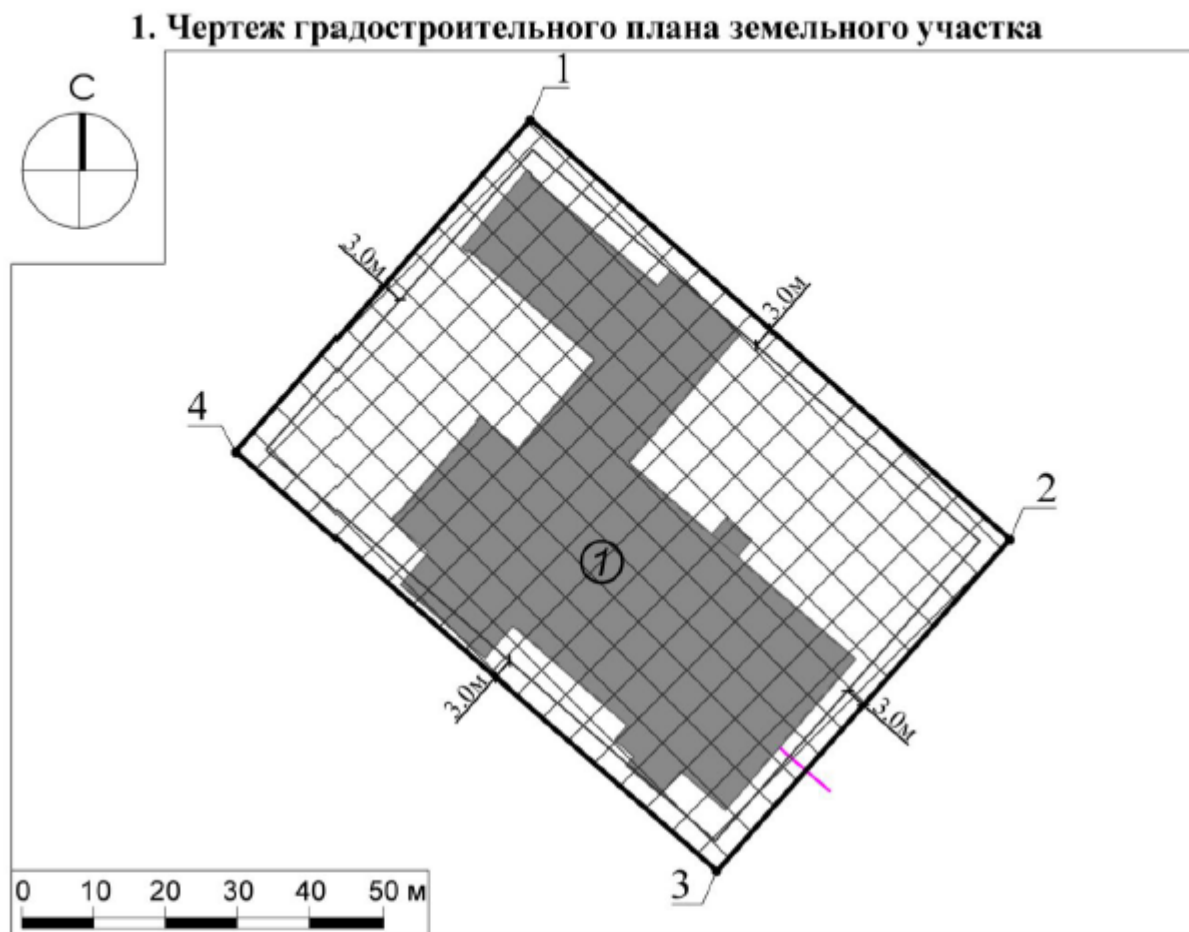 1. Чертеж градостроительного плана земельного участка
С
1
3.0м
3.0м
4
2
1
3.0м
3.0м
3
0 10 20 30 40 50 м